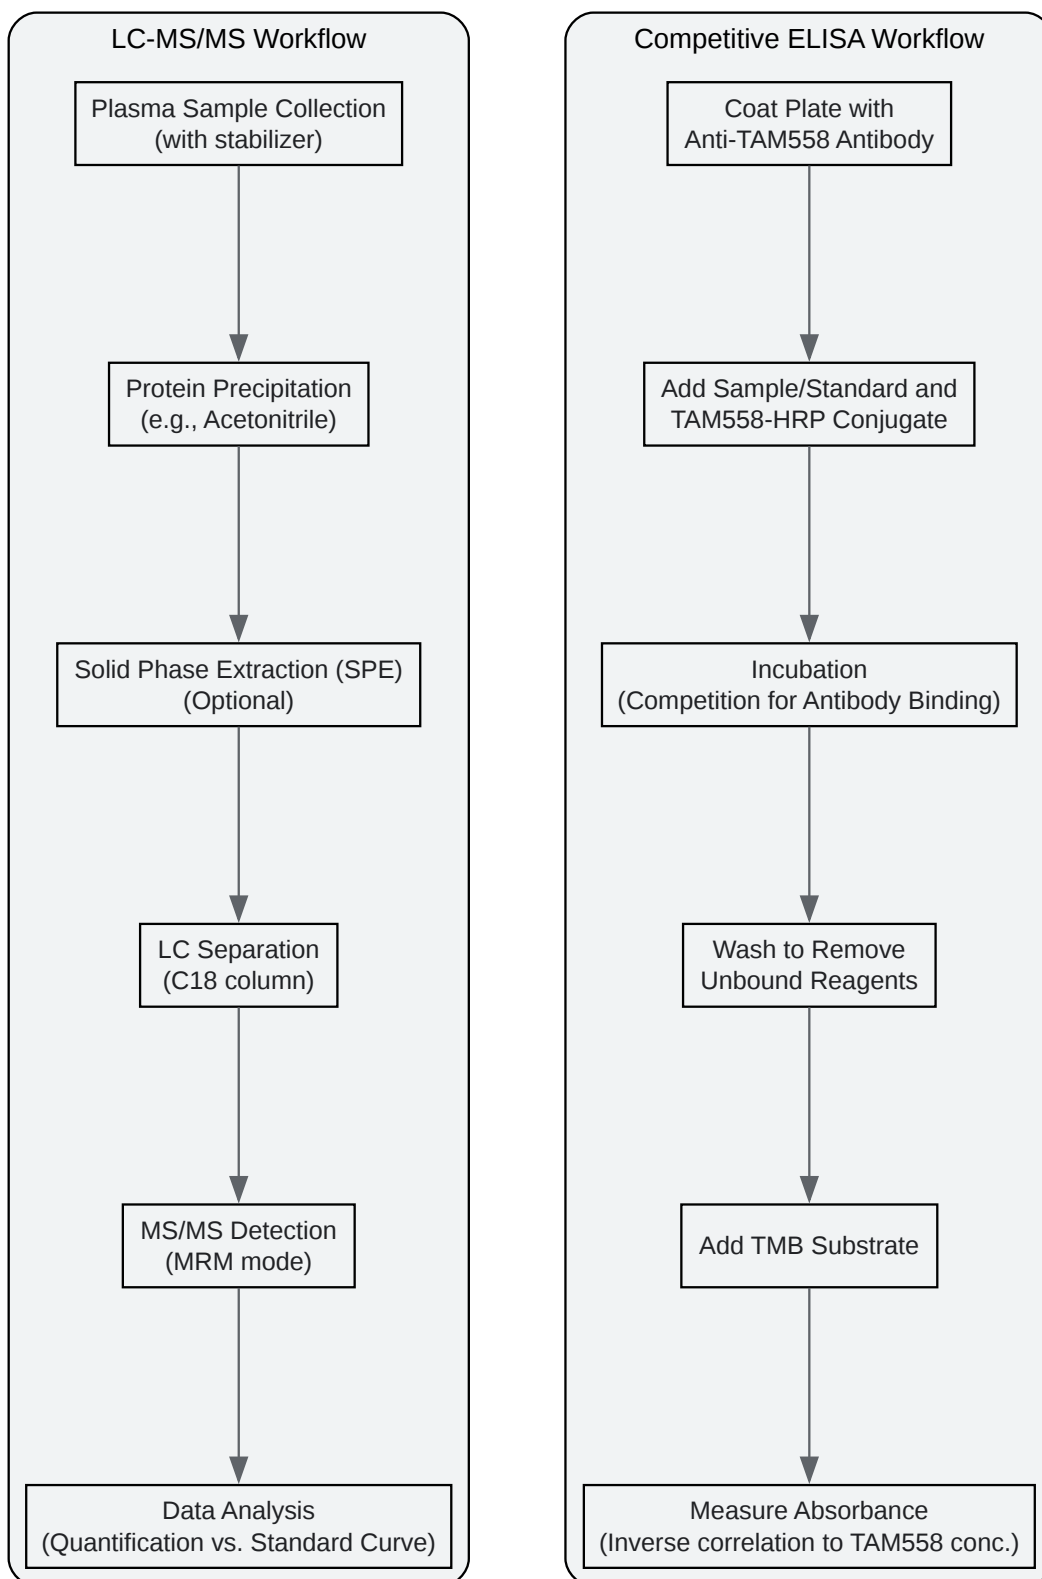 LC-MS/MS Workflow
Plasma Sample Collection
(with stabilizer)
Protein Precipitation
(e.g., Acetonitrile)
Solid Phase Extraction (SPE)
(Optional)
LC Separation
(C18 column)
MS/MS Detection
(MRM mode)
Data Analysis
(Quantification vs. Standard Curve)
Competitive ELISA Workflow
Coat Plate with
Anti-TAM558 Antibody
Add Sample/Standard and
TAM558-HRP Conjugate
Incubation
(Competition for Antibody Binding)
Wash to Remove
Unbound Reagents
Add TMB Substrate
Measure Absorbance
(Inverse correlation to TAM558 conc.)